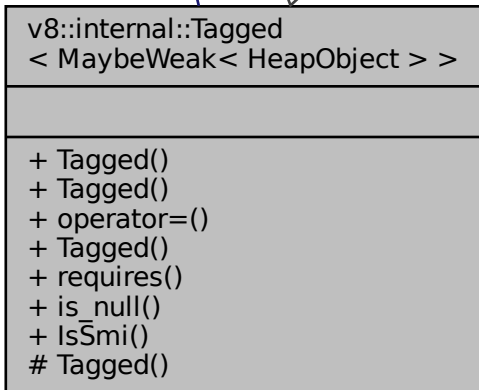 v8::internal::Tagged
< MaybeWeak< HeapObject > >
+ Tagged()
+ Tagged()
+ operator=()
+ Tagged()
+ requires()
+ is_null()
+ IsSmi()
# Tagged()